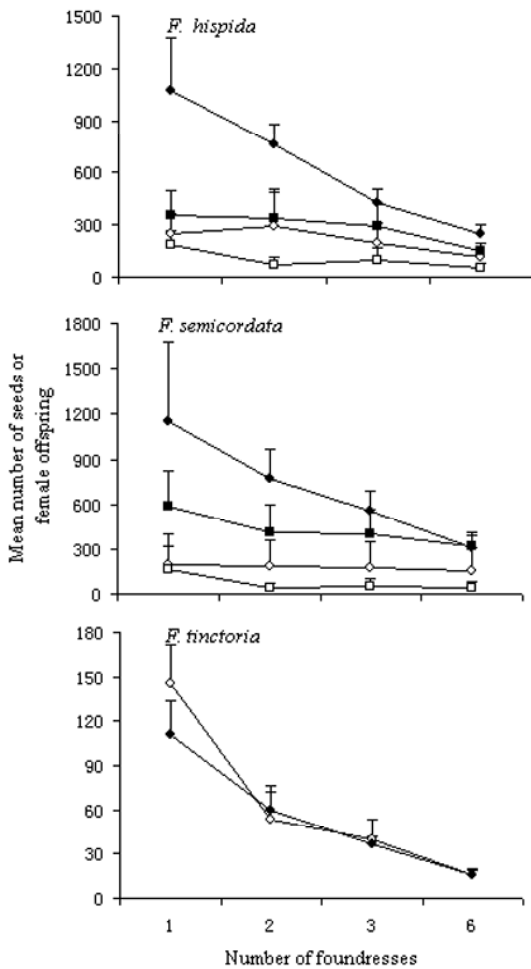 F. hispida
1500
1200
900
600
300
0
F. semicordata
1800
1500
1200
900
600
300
0
Mean number of seeds or
female offspring
F. tinctoria
180
150
120
90
60
30
0
1 2 3 6
Number of foundresses